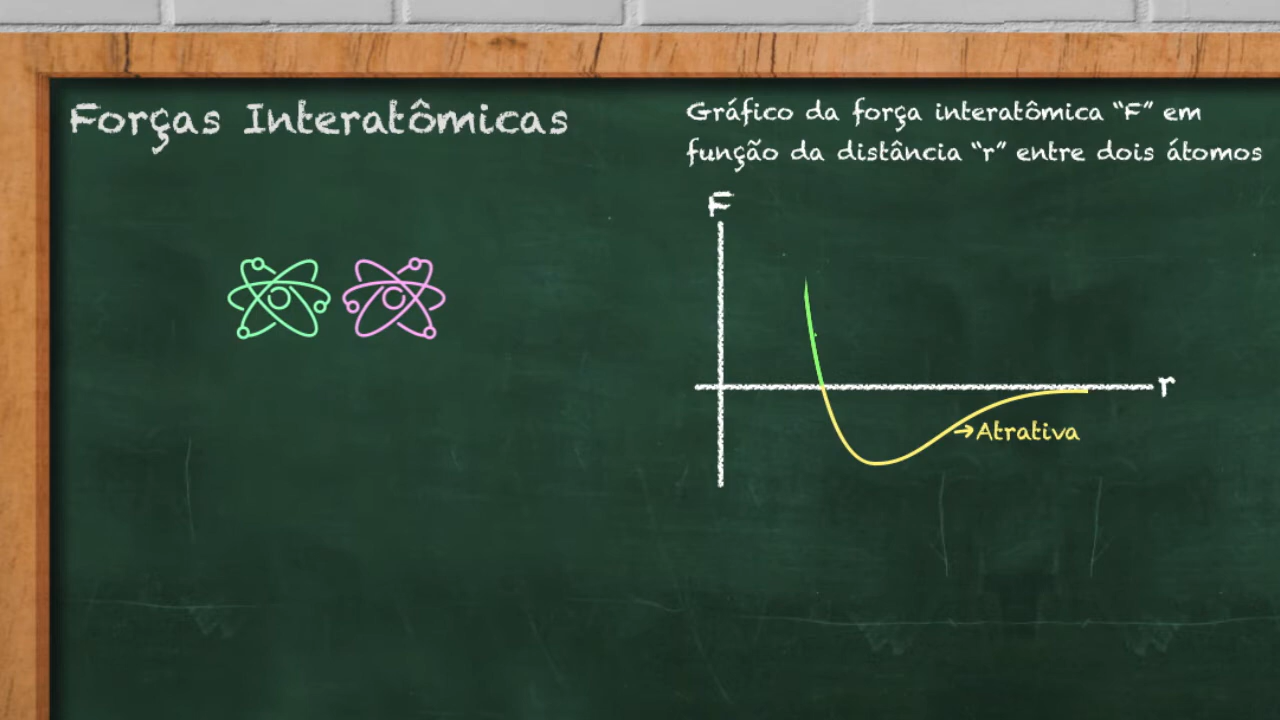 Forças Interatômicas
Gráfico da força interatômica “F” em
função da distância “r” entre dois átomos
F
r
→Atrativa